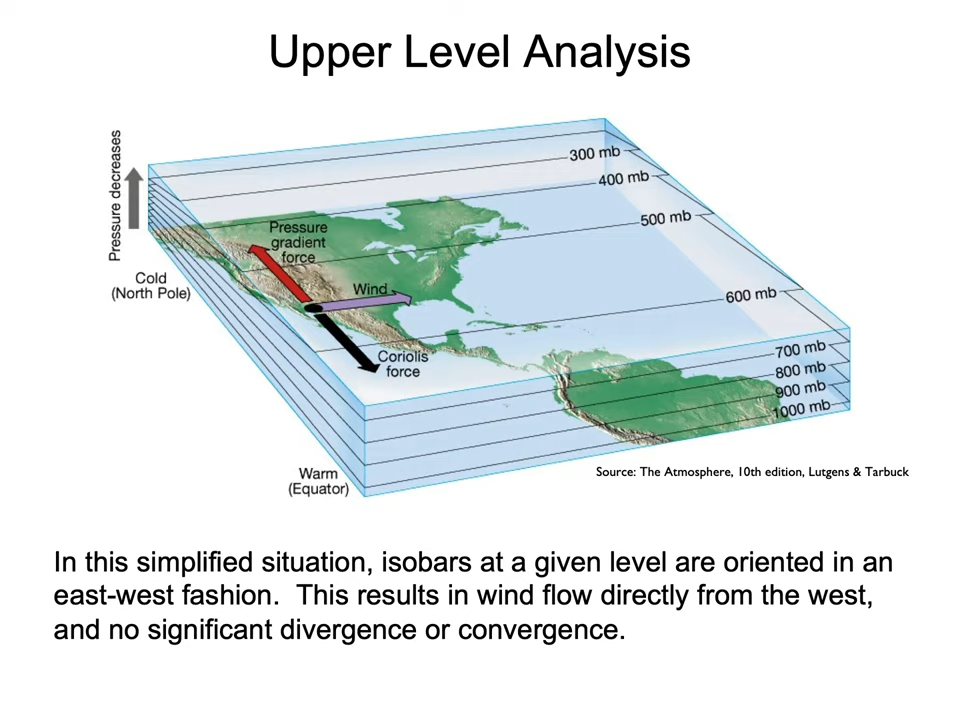 Upper Level Analysis
Pressure decreases
300 mb
400 mb
500 mb
Pressure
gradient
force
Cold
(North Pole)
Wind
600 mb
Coriolis
force
700 mb
800 mb
900 mb
1000 mb
Warm
(Equator)
Source: The Atmosphere, 10th edition, Lutgens & Tarbuck
In this simplified situation, isobars at a given level are oriented in an
east-west fashion.  This results in wind flow directly from the west,
and no significant divergence or convergence.